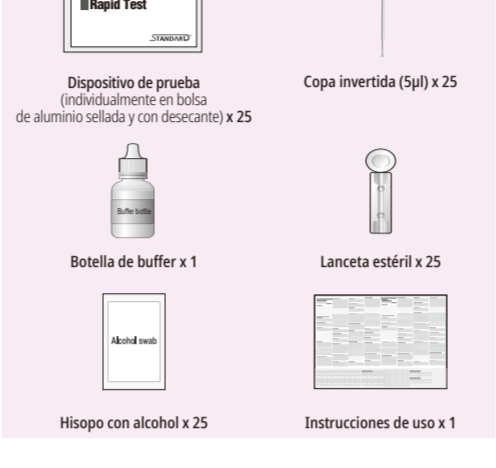 Rapid Test
STANDARD
Dispositivo de prueba
(individualmente en bolsa
de aluminio sellada y con desecante) x 25
Copa invertida (5μl) x 25
Buffer bottle
Botella de buffer x 1
Lanceta estéril x 25
Alcohol swab
Hisopo con alcohol x 25
Instrucciones de uso x 1